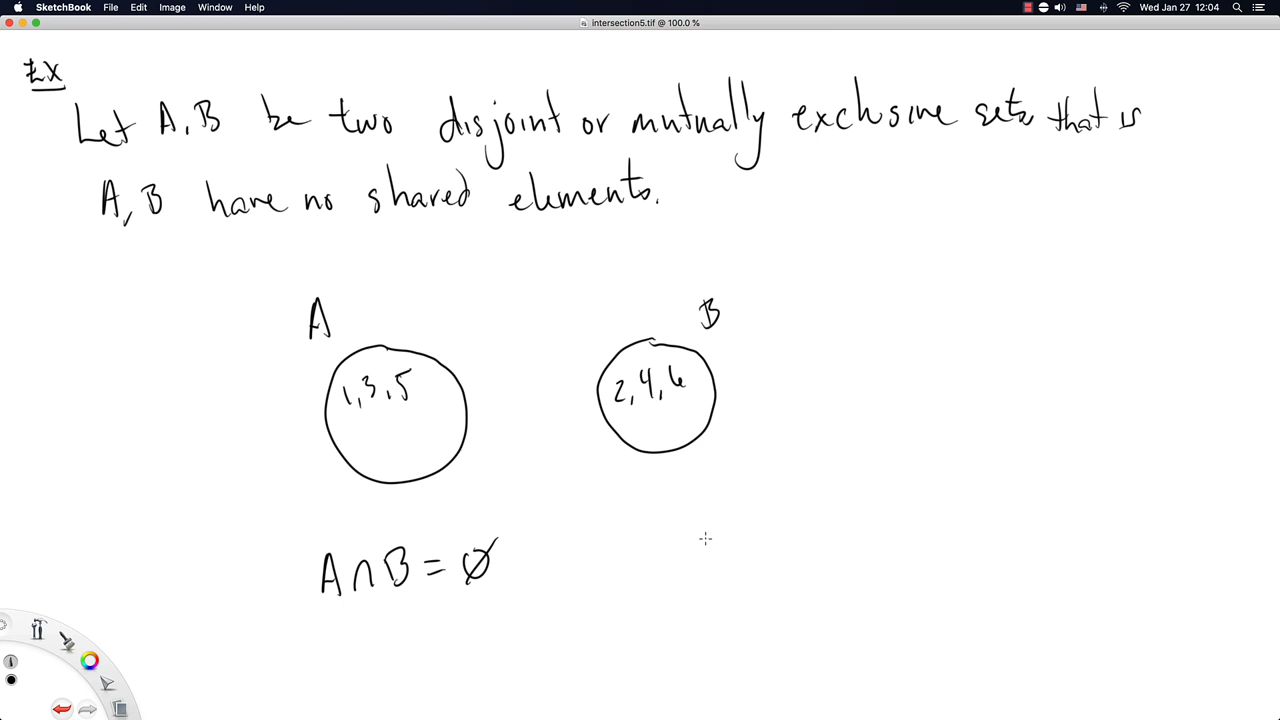 SketchBook File Edit Image Window Help Wed Jan 27 12:04
intersection5.tif @ 100.0 %
Ex
Let A, B be two disjoint or mutually exclusive sets that is
A, B have no shared elements.
A B
1, 3, 5 2, 4, 6
A ∩ B = ∅